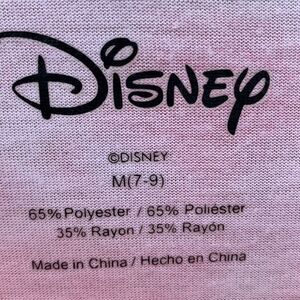 Disney
©DISNEY
M(7-9)
65% Polyester / 65% Poliéster
35% Rayon / 35% Rayón
Made in China / Hecho en China